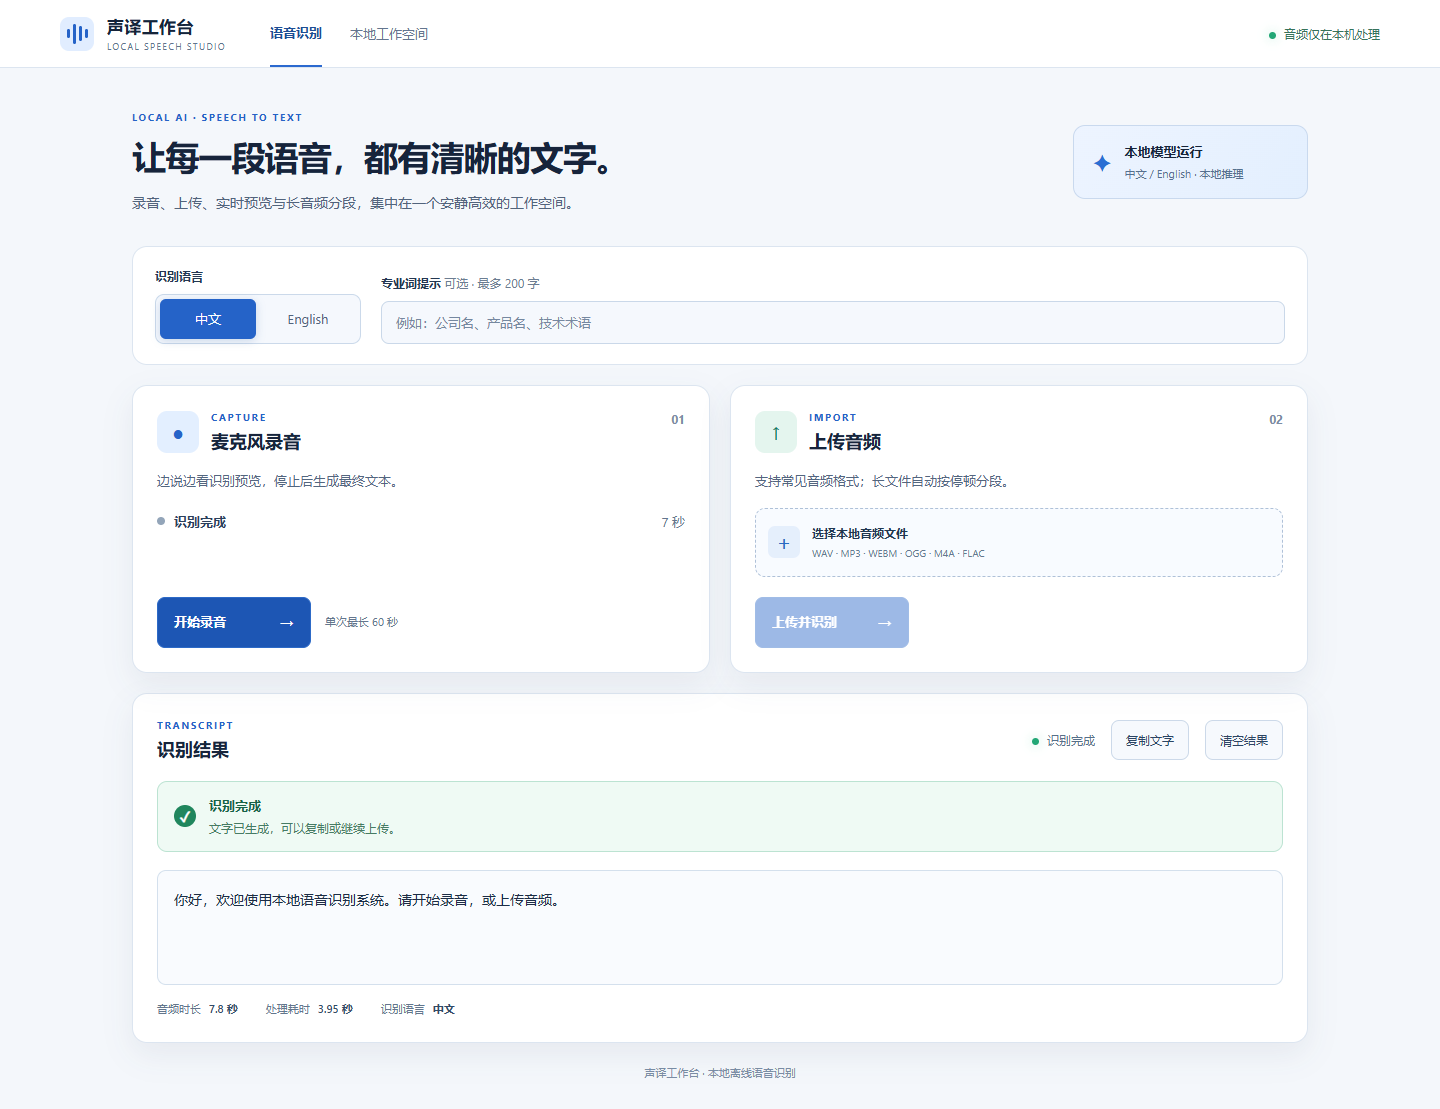 声译工作台
LOCAL SPEECH STUDIO
语音识别
本地工作空间
音频仅在本机处理
LOCAL AI · SPEECH TO TEXT
让每一段语音，都有清晰的文字。
录音、上传、实时预览与长音频分段，集中在一个安静高效的工作空间。
本地模型运行
中文 / English · 本地推理
识别语言
中文
English
专业词提示 可选 · 最多 200 字
例如：公司名、产品名、技术术语
CAPTURE
麦克风录音
01
边说边看识别预览，停止后生成最终文本。
识别完成
7 秒
开始录音 →
单次最长 60 秒
IMPORT
上传音频
02
支持常见音频格式；长文件自动按停顿分段。
选择本地音频文件
WAV · MP3 · WEBM · OGG · M4A · FLAC
上传并识别 →
TRANSCRIPT
识别结果
识别完成
复制文字
清空结果
识别完成
文字已生成，可以复制或继续上传。
你好，欢迎使用本地语音识别系统。请开始录音，或上传音频。
音频时长 7.8 秒
处理耗时 3.95 秒
识别语言 中文
声译工作台 · 本地离线语音识别